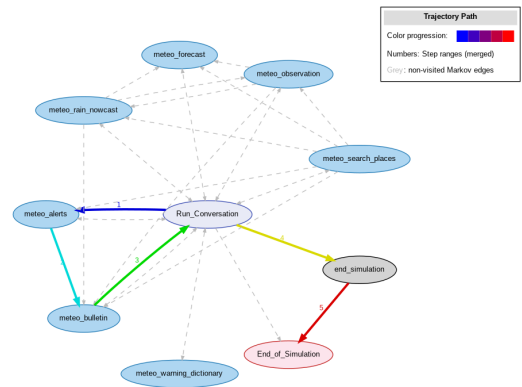 Trajectory Path
Color progression:
Numbers: Step ranges (merged)
Grey: non-visited Markov edges
meteo_forecast
meteo_observation
meteo_rain_nowcast
meteo_search_places
1
meteo_alerts
Run_Conversation
4
3
end_simulation
5
meteo_bulletin
End_of_Simulation
meteo_warning_dictionary